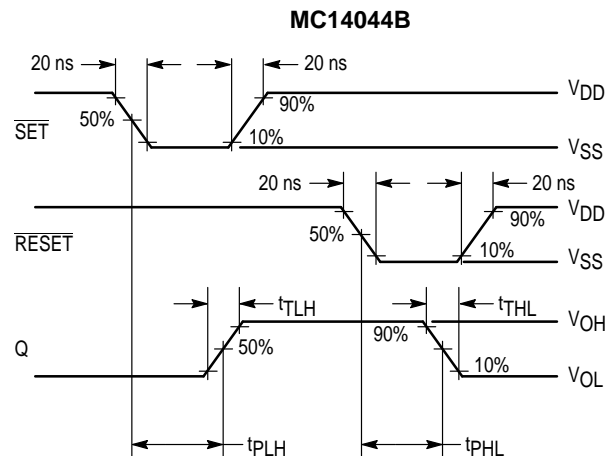 MC14044B
20 ns 20 ns
V_DD
90%
50%
SET
10%
V_SS
20 ns 20 ns
V_DD
90%
50%
RESET
10%
V_SS
t_TLH t_THL
V_OH
90%
50%
Q
10%
V_OL
t_PLH t_PHL